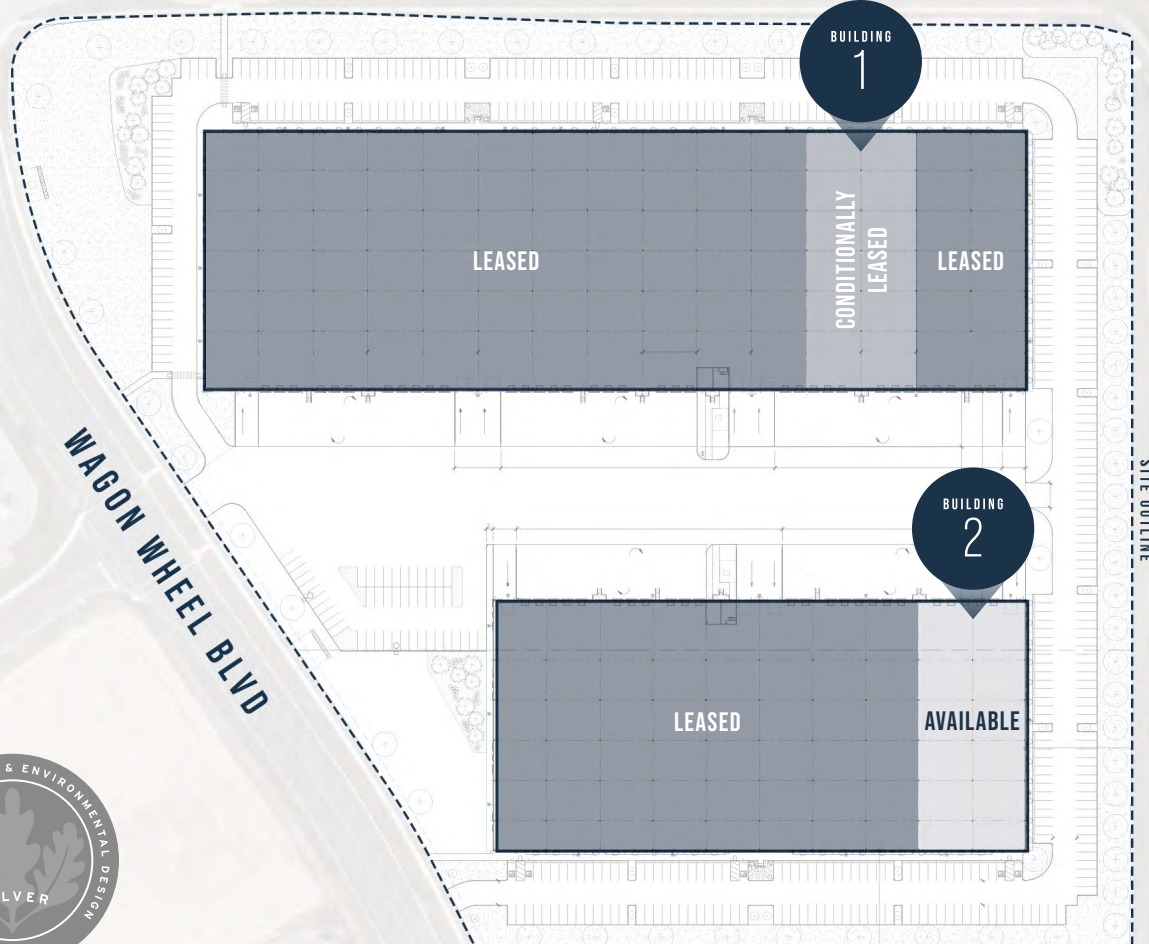 BUILDING
1
LEASED
CONDITIONALLY
LEASED
LEASED
WAGON WHEEL BLVD
SITE OUTLINE
BUILDING
2
LEASED
AVAILABLE
& ENVIRONMENTAL DESIGN
LVER